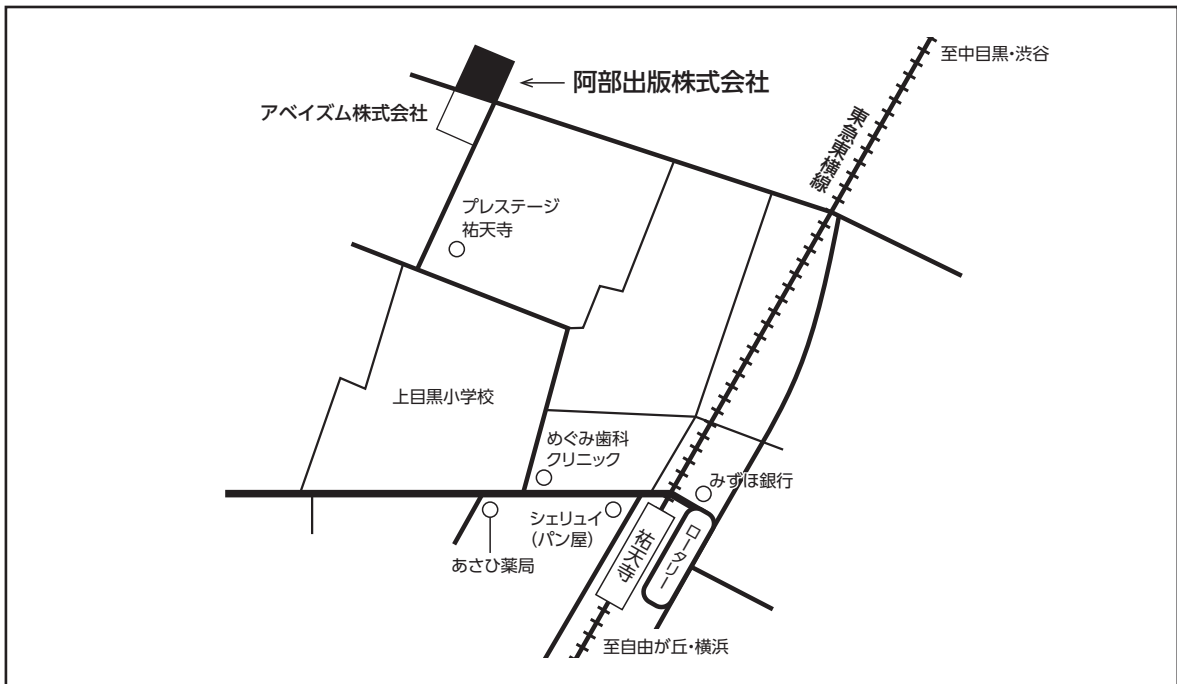 至中目黒・渋谷
阿部出版株式会社
アベイズム株式会社
東急東横線
プレステージ
祐天寺
上目黒小学校
めぐみ歯科
クリニック
みずほ銀行
シェリュイ
(パン屋)
あさひ薬局
祐天寺
ロータリー
至自由が丘・横浜